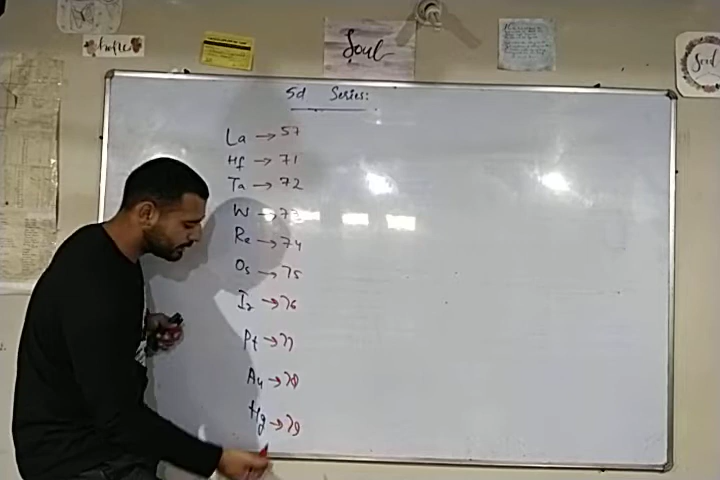 Soul
Soul
5d Series:
La → 57
Hf → 71
Ta → 72
W → 73
Re → 74
Os → 75
Ir → 76
Pt → 77
Au → 78
Hg → 79